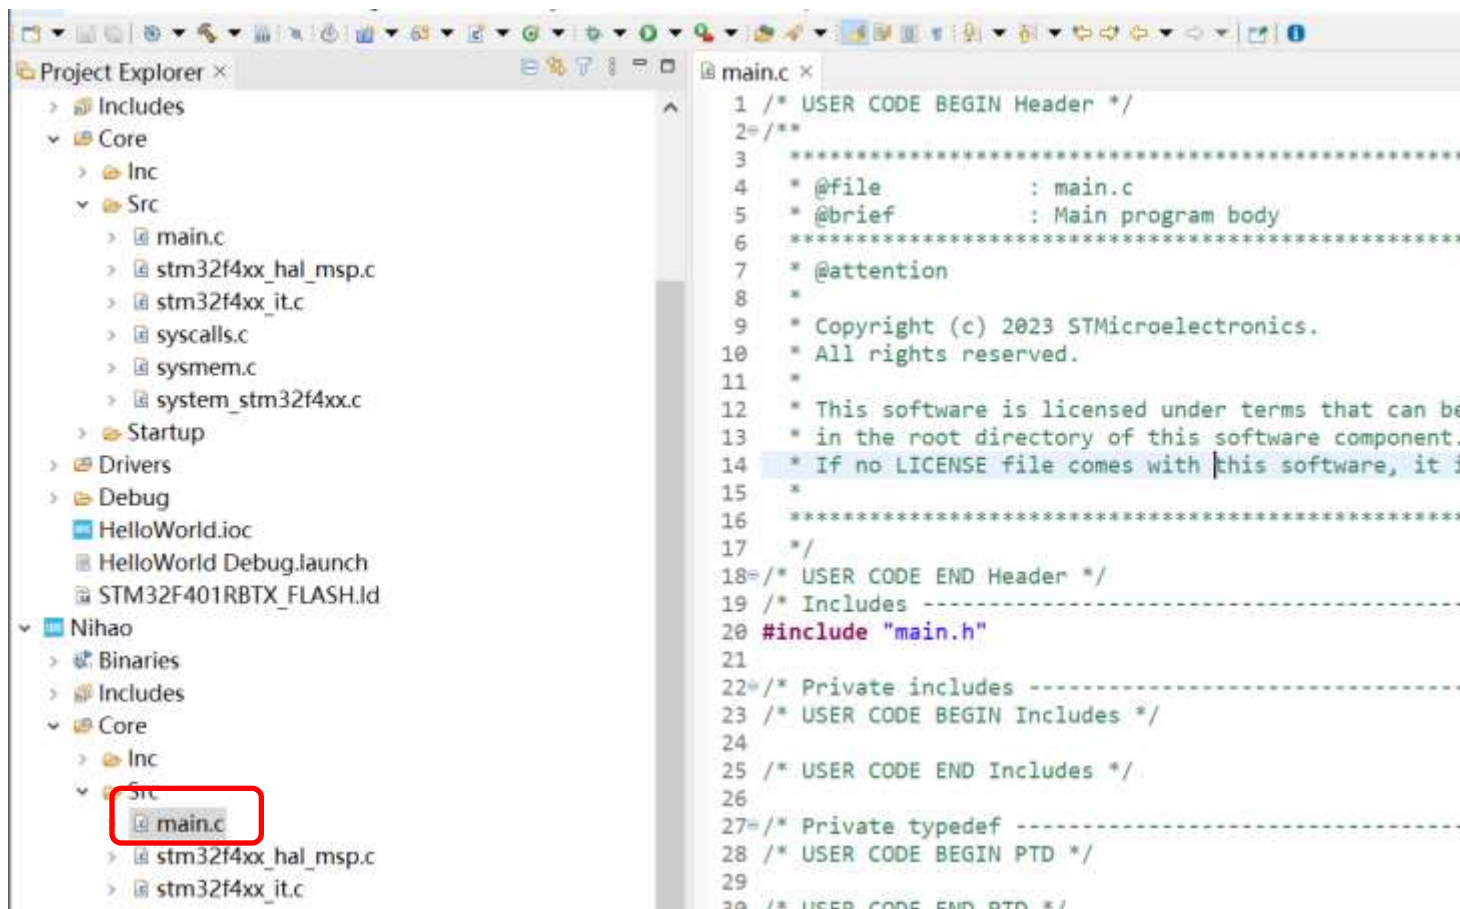 Project Explorer
Includes
Core
Inc
Src
main.c
stm32f4xx_hal_msp.c
stm32f4xx_it.c
syscalls.c
sysmem.c
system_stm32f4xx.c
Startup
Drivers
Debug
HelloWorld.ioc
HelloWorld Debug.launch
STM32F401RBTX_FLASH.ld
Nihao
Binaries
Includes
Core
Inc
Src
main.c
stm32f4xx_hal_msp.c
stm32f4xx_it.c
main.c
1 /* USER CODE BEGIN Header */
2 /**
3 **************************************************
4 * @file : main.c
5 * @brief : Main program body
6 **************************************************
7 * @attention
8 *
9 * Copyright (c) 2023 STMicroelectronics.
10 * All rights reserved.
11 *
12 * This software is licensed under terms that can be
13 * in the root directory of this software component.
14 * If no LICENSE file comes with this software, it i
15 *
16 **************************************************
17 */
18 /* USER CODE END Header */
19 /* Includes ----------------------------------------
20 #include "main.h"
21
22 /* Private includes --------------------------------
23 /* USER CODE BEGIN Includes */
24
25 /* USER CODE END Includes */
26
27 /* Private typedef ---------------------------------
28 /* USER CODE BEGIN PTD */
29
30 /* USER CODE END PTD */